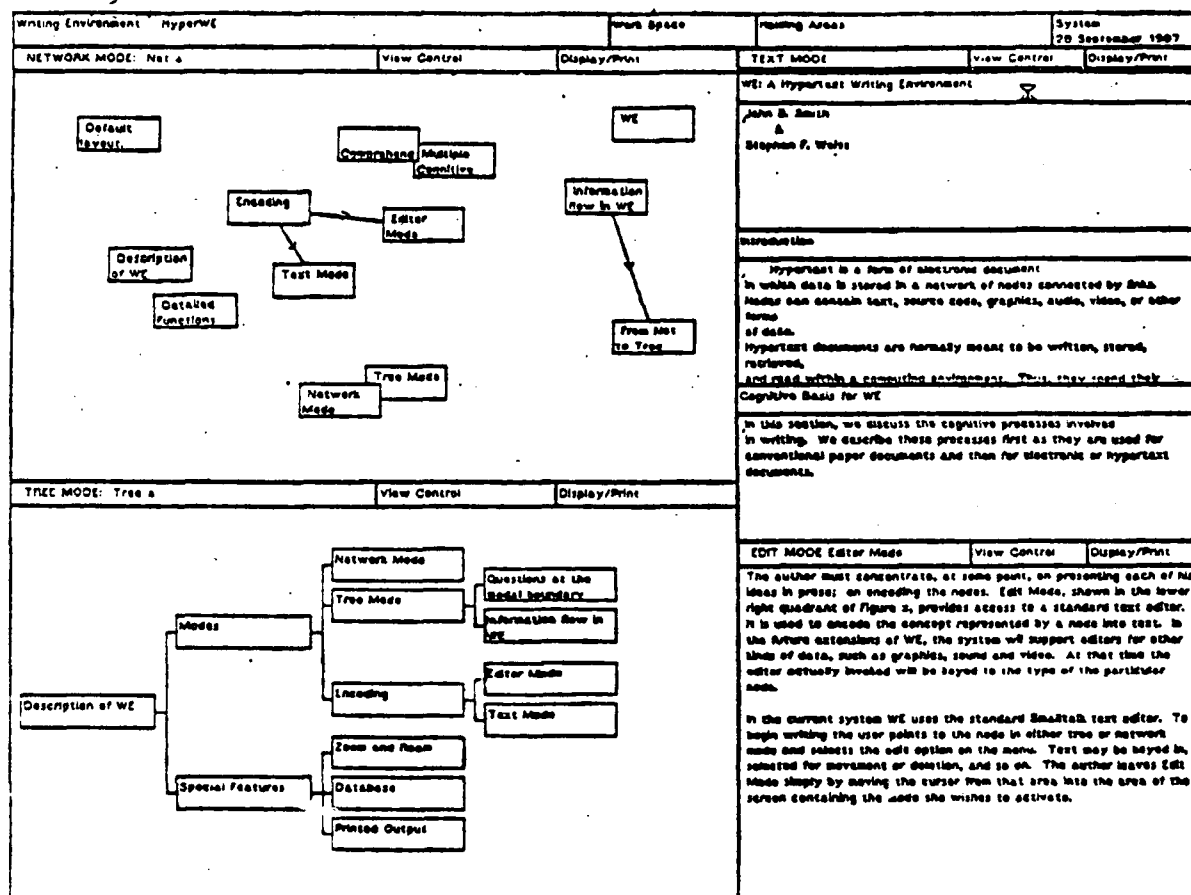 Writing Environment HyperWE
Work Space
Holding Areas
System
28 September 1987
NETWORK MODE: Net a
View Control
Display/Print
Default
layout.
Comprehend
Multiple
Cognitive
WE
Encoding
Editor
Mode
Information
flow in WE
Description
of WE
Text Mode
Detailed
Functions
From Net
to Tree
Tree Mode
Network
Mode
TREE MODE: Tree a
View Control
Display/Print
Description of WE
Modes
Special Features
Network Mode
Tree Mode
Encoding
Zoom and Roam
Database
Printed Output
Questions at the
modal boundary
Information flow in
WE
Editor Mode
Text Mode
TEXT MODE
View Control
Display/Print
WE: A Hypertext Writing Environment
John B. Smith
&
Stephen F. Weiss
Introduction
Hypertext is a form of electronic document
in which data is stored in a network of nodes connected by links.
Nodes can contain text, source code, graphics, audio, video, or other
forms
of data.
Hypertext documents are normally meant to be written, stored,
retrieved,
and read within a computing environment. Thus, they spend their
Cognitive Basis for WE
In this section, we discuss the cognitive processes involved
in writing. We describe these processes first as they are used for
conventional paper documents and then for electronic or hypertext
documents.
EDIT MODE Editor Mode
View Control
Display/Print
The author must concentrate, at some point, on presenting each of his
ideas in prose; on encoding the nodes. Edit Mode, shown in the lower
right quadrant of Figure x, provides access to a standard text editor.
It is used to encode the concept represented by a node into text. In
the future extensions of WE, the system will support editors for other
kinds of data, such as graphics, sound and video. At that time the
editor actually invoked will be keyed to the type of the particular
node.
In the current system WE uses the standard Smalltalk text editor. To
begin writing the user points to the node in either tree or network
mode and selects the edit option on the menu. Text may be keyed in,
selected for movement or deletion, and so on. The author leaves Edit
Mode simply by moving the cursor from that area into the area of the
screen containing the mode she wishes to activate.